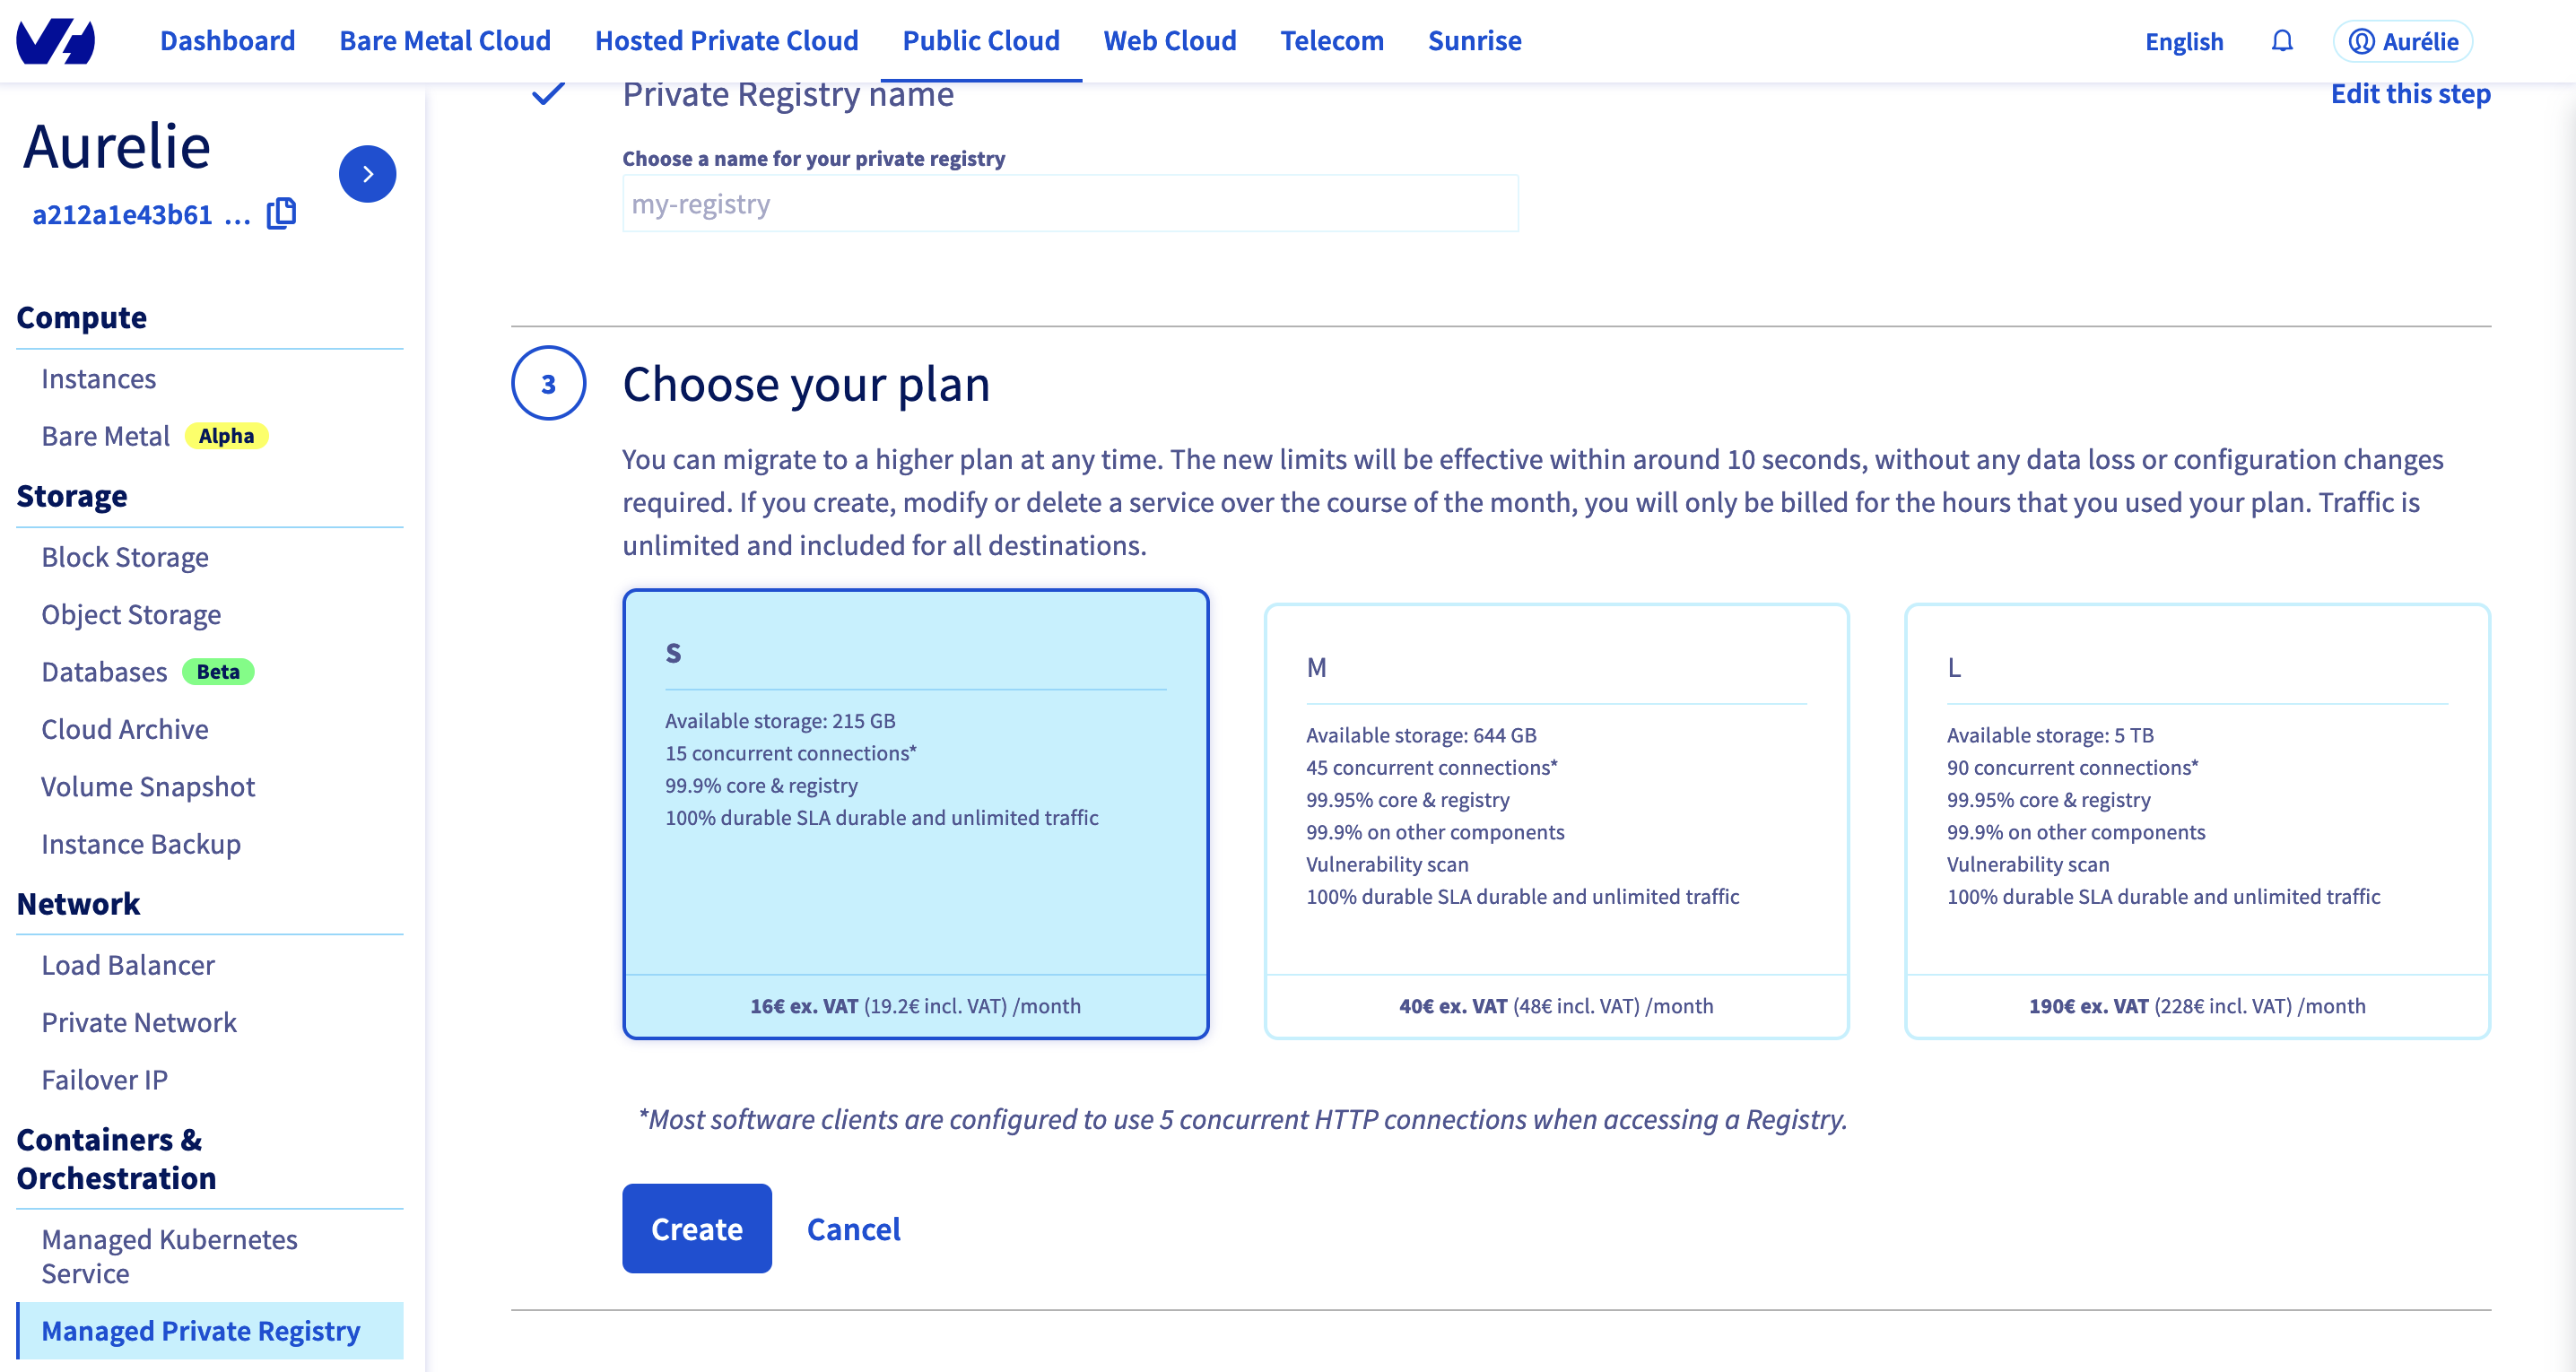 Dashboard
Bare Metal Cloud
Hosted Private Cloud
Public Cloud
Web Cloud
Telecom
Sunrise
English
Aurélie
Aurelie
a212a1e43b61 ...
Compute
Instances
Bare Metal Alpha
Storage
Block Storage
Object Storage
Databases Beta
Cloud Archive
Volume Snapshot
Instance Backup
Network
Load Balancer
Private Network
Failover IP
Containers &
Orchestration
Managed Kubernetes
Service
Managed Private Registry
Private Registry name
Edit this step
Choose a name for your private registry
my-registry
3
Choose your plan
You can migrate to a higher plan at any time. The new limits will be effective within around 10 seconds, without any data loss or configuration changes
required. If you create, modify or delete a service over the course of the month, you will only be billed for the hours that you used your plan. Traffic is
unlimited and included for all destinations.
S
Available storage: 215 GB
15 concurrent connections*
99.9% core & registry
100% durable SLA durable and unlimited traffic
16€ ex. VAT (19.2€ incl. VAT) /month
M
Available storage: 644 GB
45 concurrent connections*
99.95% core & registry
99.9% on other components
Vulnerability scan
100% durable SLA durable and unlimited traffic
40€ ex. VAT (48€ incl. VAT) /month
L
Available storage: 5 TB
90 concurrent connections*
99.95% core & registry
99.9% on other components
Vulnerability scan
100% durable SLA durable and unlimited traffic
190€ ex. VAT (228€ incl. VAT) /month
*Most software clients are configured to use 5 concurrent HTTP connections when accessing a Registry.
Create
Cancel